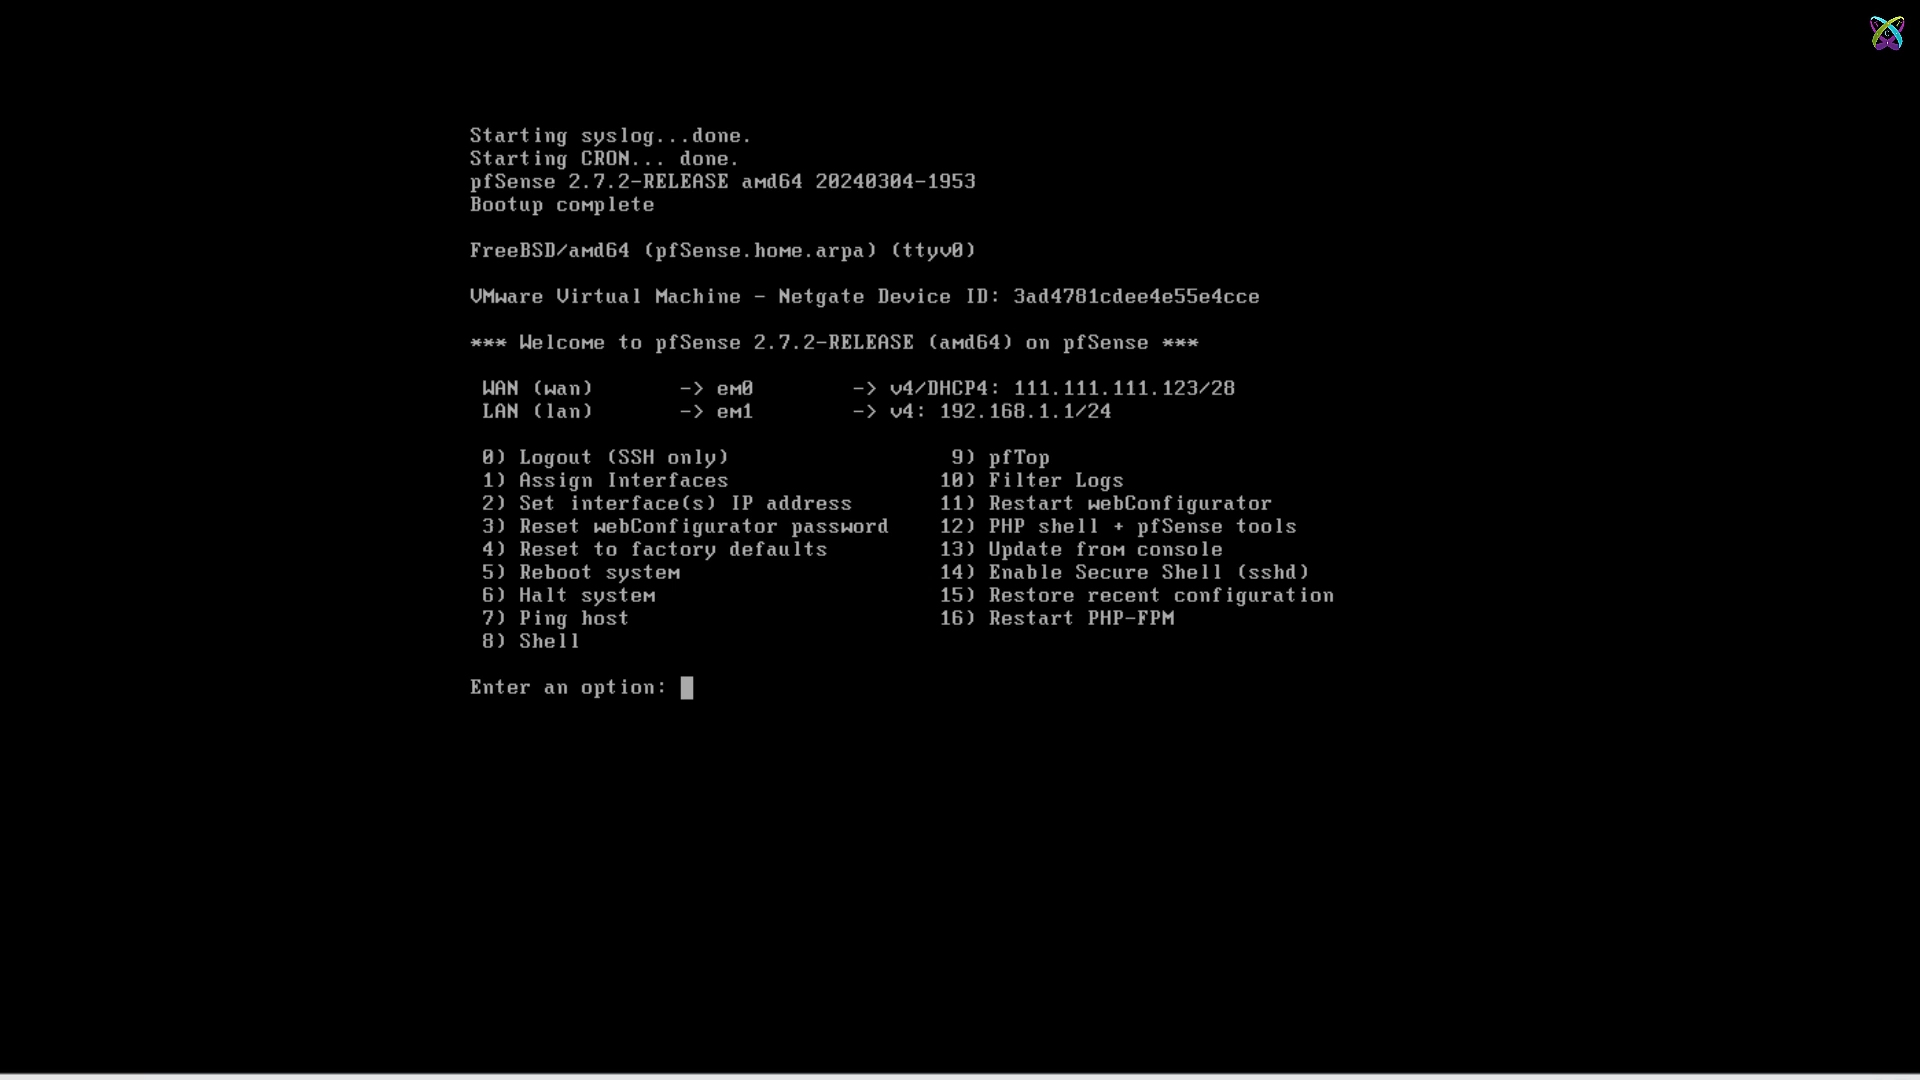 Starting syslog...done.
Starting CRON... done.
pfSense 2.7.2-RELEASE amd64 20240304-1953
Bootup complete

FreeBSD/amd64 (pfSense.home.arpa) (ttyv0)

VMware Virtual Machine - Netgate Device ID: 3ad4781cdee4e55e4cce

*** Welcome to pfSense 2.7.2-RELEASE (amd64) on pfSense ***

 WAN (wan)       -> em0        -> v4/DHCP4: 111.111.111.123/28
 LAN (lan)       -> em1        -> v4: 192.168.1.1/24

 0) Logout (SSH only)                  9) pfTop
 1) Assign Interfaces                 10) Filter Logs
 2) Set interface(s) IP address       11) Restart webConfigurator
 3) Reset webConfigurator password    12) PHP shell + pfSense tools
 4) Reset to factory defaults         13) Update from console
 5) Reboot system                     14) Enable Secure Shell (sshd)
 6) Halt system                       15) Restore recent configuration
 7) Ping host                         16) Restart PHP-FPM
 8) Shell

Enter an option: